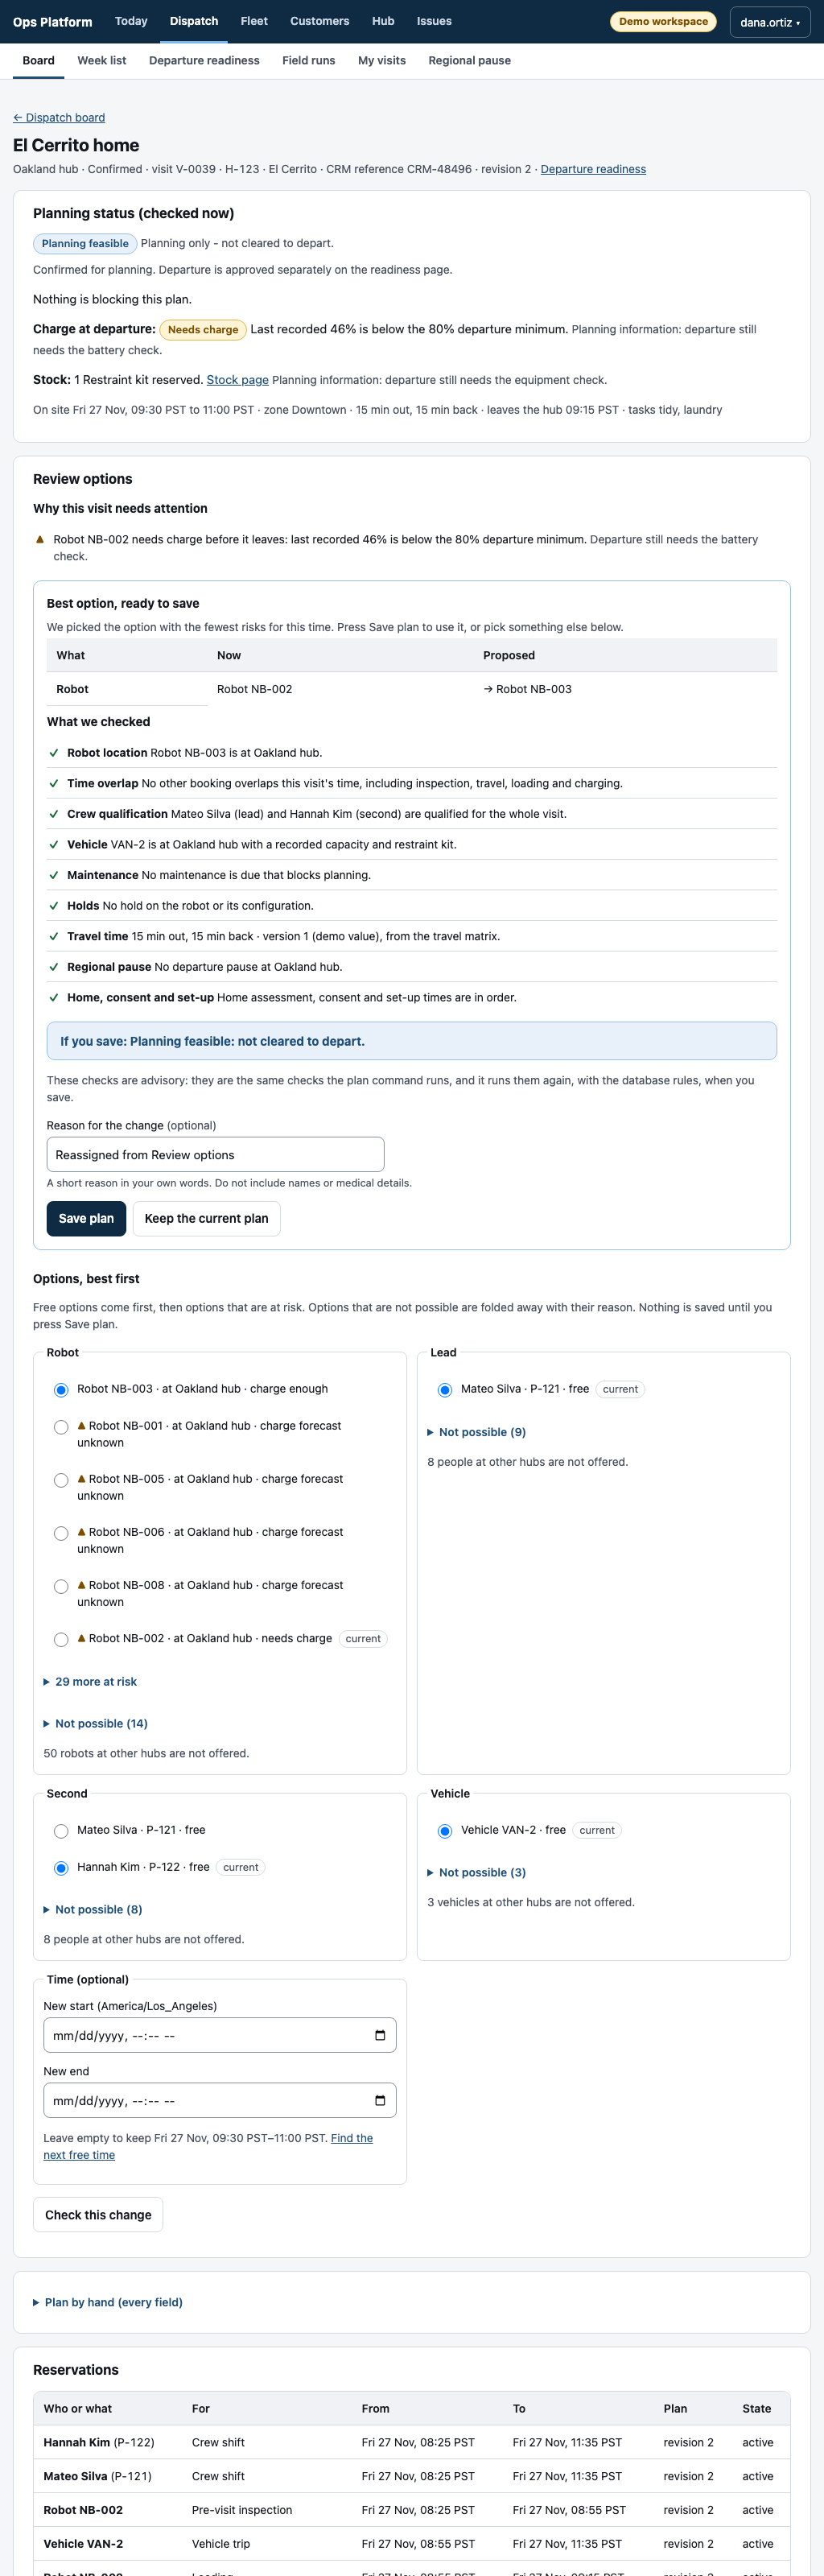 Ops Platform Today Dispatch Fleet Customers Hub Issues Demo workspace dana.ortiz ▾
Board Week list Departure readiness Field runs My visits Regional pause
← Dispatch board
El Cerrito home
Oakland hub · Confirmed · visit V-0039 · H-123 · El Cerrito · CRM reference CRM-48496 · revision 2 · Departure readiness
Planning status (checked now)
Planning feasible Planning only - not cleared to depart.
Confirmed for planning. Departure is approved separately on the readiness page.
Nothing is blocking this plan.
Charge at departure: Needs charge Last recorded 46% is below the 80% departure minimum. Planning information: departure still
needs the battery check.
Stock: 1 Restraint kit reserved. Stock page Planning information: departure still needs the equipment check.
On site Fri 27 Nov, 09:30 PST to 11:00 PST · zone Downtown · 15 min out, 15 min back · leaves the hub 09:15 PST · tasks tidy, laundry
Review options
Why this visit needs attention
Robot NB-002 needs charge before it leaves: last recorded 46% is below the 80% departure minimum. Departure still needs the battery
check.
Best option, ready to save
We picked the option with the fewest risks for this time. Press Save plan to use it, or pick something else below.
What Now Proposed
Robot Robot NB-002 → Robot NB-003
What we checked
Robot location Robot NB-003 is at Oakland hub.
Time overlap No other booking overlaps this visit's time, including inspection, travel, loading and charging.
Crew qualification Mateo Silva (lead) and Hannah Kim (second) are qualified for the whole visit.
Vehicle VAN-2 is at Oakland hub with a recorded capacity and restraint kit.
Maintenance No maintenance is due that blocks planning.
Holds No hold on the robot or its configuration.
Travel time 15 min out, 15 min back · version 1 (demo value), from the travel matrix.
Regional pause No departure pause at Oakland hub.
Home, consent and set-up Home assessment, consent and set-up times are in order.
If you save: Planning feasible: not cleared to depart.
These checks are advisory: they are the same checks the plan command runs, and it runs them again, with the database rules, when you
save.
Reason for the change (optional)
Reassigned from Review options
A short reason in your own words. Do not include names or medical details.
Save plan Keep the current plan
Options, best first
Free options come first, then options that are at risk. Options that are not possible are folded away with their reason. Nothing is saved until you
press Save plan.
Robot
Robot NB-003 · at Oakland hub · charge enough
Robot NB-001 · at Oakland hub · charge forecast
unknown
Robot NB-005 · at Oakland hub · charge forecast
unknown
Robot NB-006 · at Oakland hub · charge forecast
unknown
Robot NB-008 · at Oakland hub · charge forecast
unknown
Robot NB-002 · at Oakland hub · needs charge current
29 more at risk
Not possible (14)
50 robots at other hubs are not offered.
Lead
Mateo Silva · P-121 · free current
Not possible (9)
8 people at other hubs are not offered.
Second
Mateo Silva · P-121 · free
Hannah Kim · P-122 · free current
Not possible (8)
8 people at other hubs are not offered.
Vehicle
Vehicle VAN-2 · free current
Not possible (3)
3 vehicles at other hubs are not offered.
Time (optional)
New start (America/Los_Angeles)
mm/dd/yyyy, --:-- --
New end
mm/dd/yyyy, --:-- --
Leave empty to keep Fri 27 Nov, 09:30 PST–11:00 PST. Find the
next free time
Check this change
Plan by hand (every field)
Reservations
Who or what For From To Plan State
Hannah Kim (P-122) Crew shift Fri 27 Nov, 08:25 PST Fri 27 Nov, 11:35 PST revision 2 active
Mateo Silva (P-121) Crew shift Fri 27 Nov, 08:25 PST Fri 27 Nov, 11:35 PST revision 2 active
Robot NB-002 Pre-visit inspection Fri 27 Nov, 08:25 PST Fri 27 Nov, 08:55 PST revision 2 active
Vehicle VAN-2 Vehicle trip Fri 27 Nov, 08:55 PST Fri 27 Nov, 11:35 PST revision 2 active